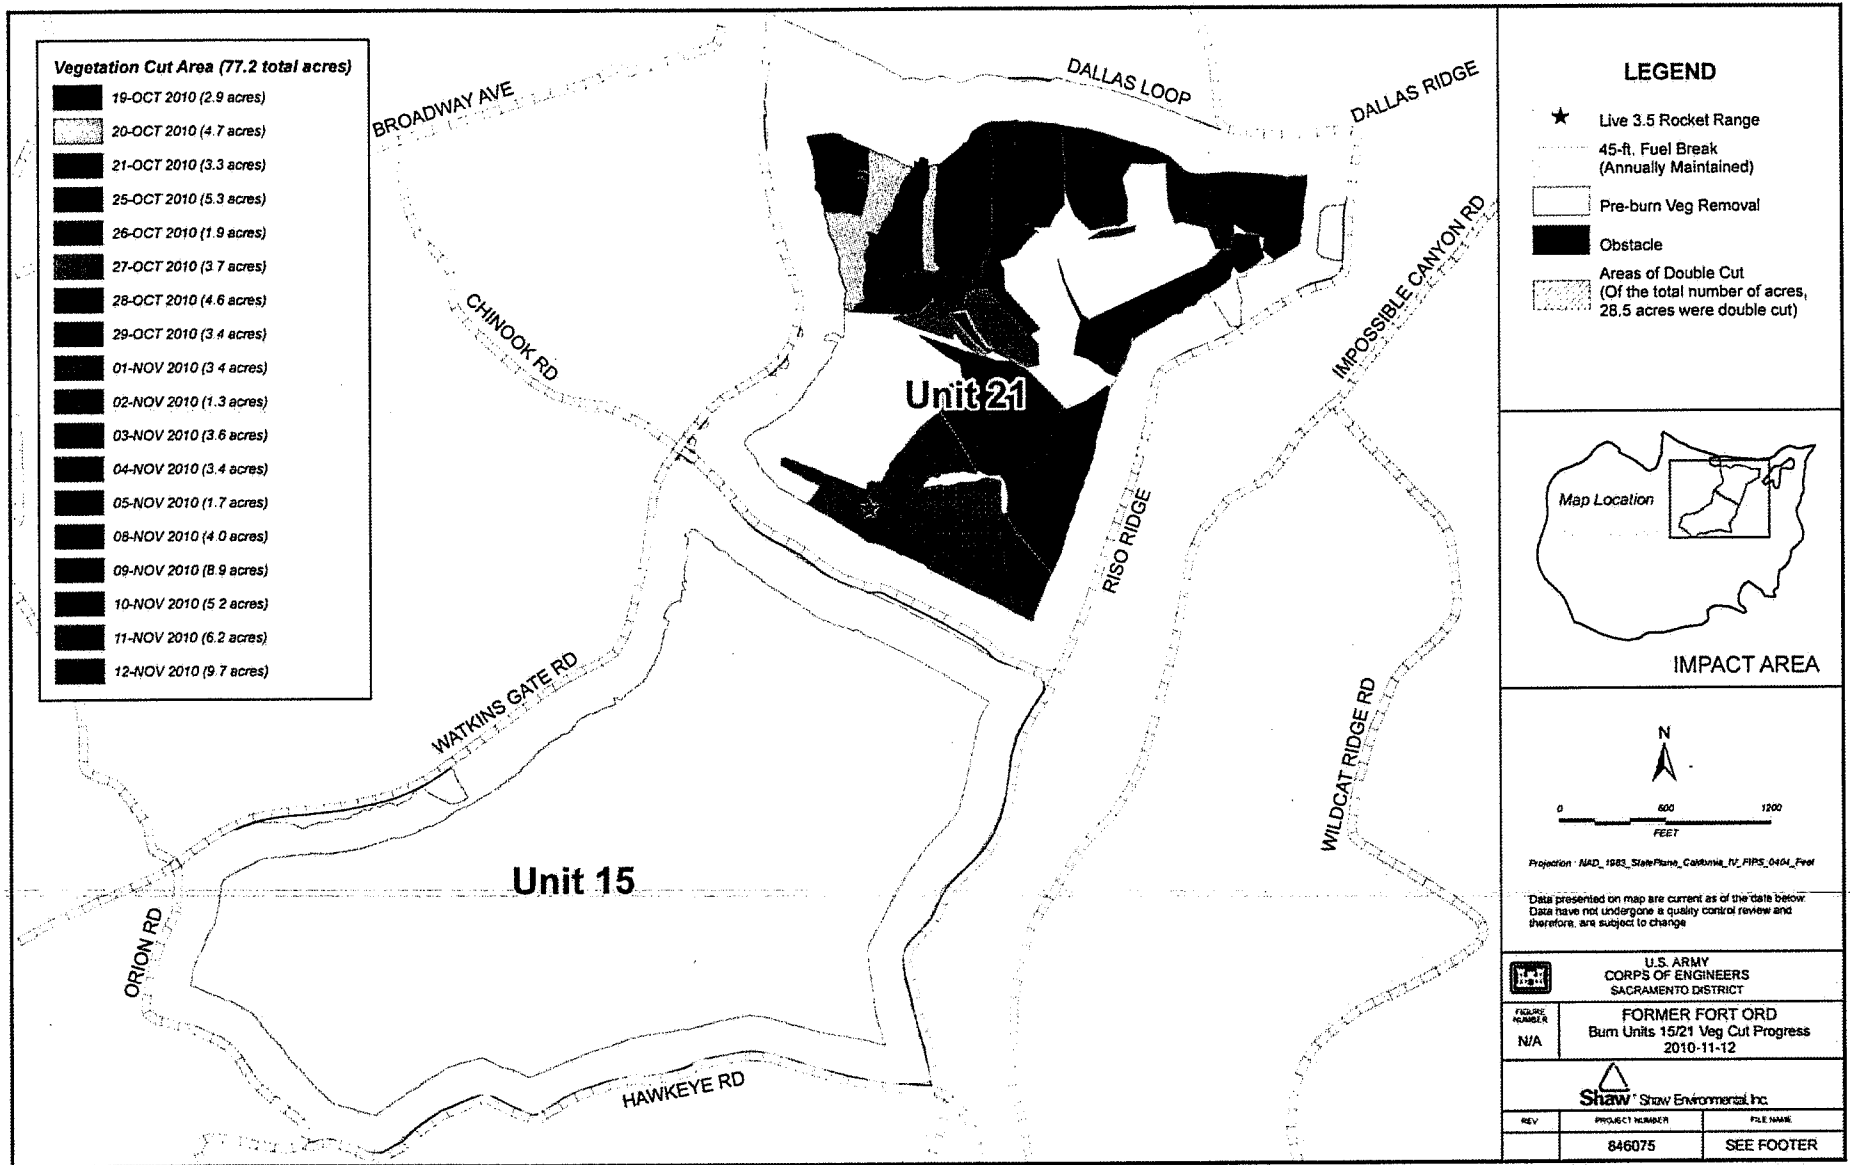 Vegetation Cut Area (77.2 total acres)
19-OCT 2010 (2.9 acres)
20-OCT 2010 (4.7 acres)
21-OCT 2010 (3.3 acres)
25-OCT 2010 (5.3 acres)
26-OCT 2010 (1.9 acres)
27-OCT 2010 (3.7 acres)
28-OCT 2010 (4.6 acres)
29-OCT 2010 (3.4 acres)
01-NOV 2010 (3.4 acres)
02-NOV 2010 (1.3 acres)
03-NOV 2010 (3.6 acres)
04-NOV 2010 (3.4 acres)
05-NOV 2010 (1.7 acres)
08-NOV 2010 (4.0 acres)
09-NOV 2010 (8.9 acres)
10-NOV 2010 (5.2 acres)
11-NOV 2010 (6.2 acres)
12-NOV 2010 (9.7 acres)
BROADWAY AVE
DALLAS LOOP
DALLAS RIDGE
CHINOOK RD
IMPOSSIBLE CANYON RD
Unit 21
RISO RIDGE
WATKINS GATE RD
WILDCAT RIDGE RD
Unit 15
ORION RD
HAWKEYE RD
LEGEND
Live 3.5 Rocket Range
45-ft. Fuel Break
(Annually Maintained)
Pre-burn Veg Removal
Obstacle
Areas of Double Cut
(Of the total number of acres,
28.5 acres were double cut)
Map Location
IMPACT AREA
N
0 600 1200
FEET
Projection : NAD_1983_StatePlane_California_IV_FIPS_0404_Feet
Data presented on map are current as of the date below.
Data have not undergone a quality control review and
therefore, are subject to change
U.S. ARMY
CORPS OF ENGINEERS
SACRAMENTO DISTRICT
FIGURE
NUMBER
N/A
FORMER FORT ORD
Burn Units 15/21 Veg Cut Progress
2010-11-12
Shaw Shaw Environmental, Inc.
REV PROJECT NUMBER FILE NAME
846075 SEE FOOTER